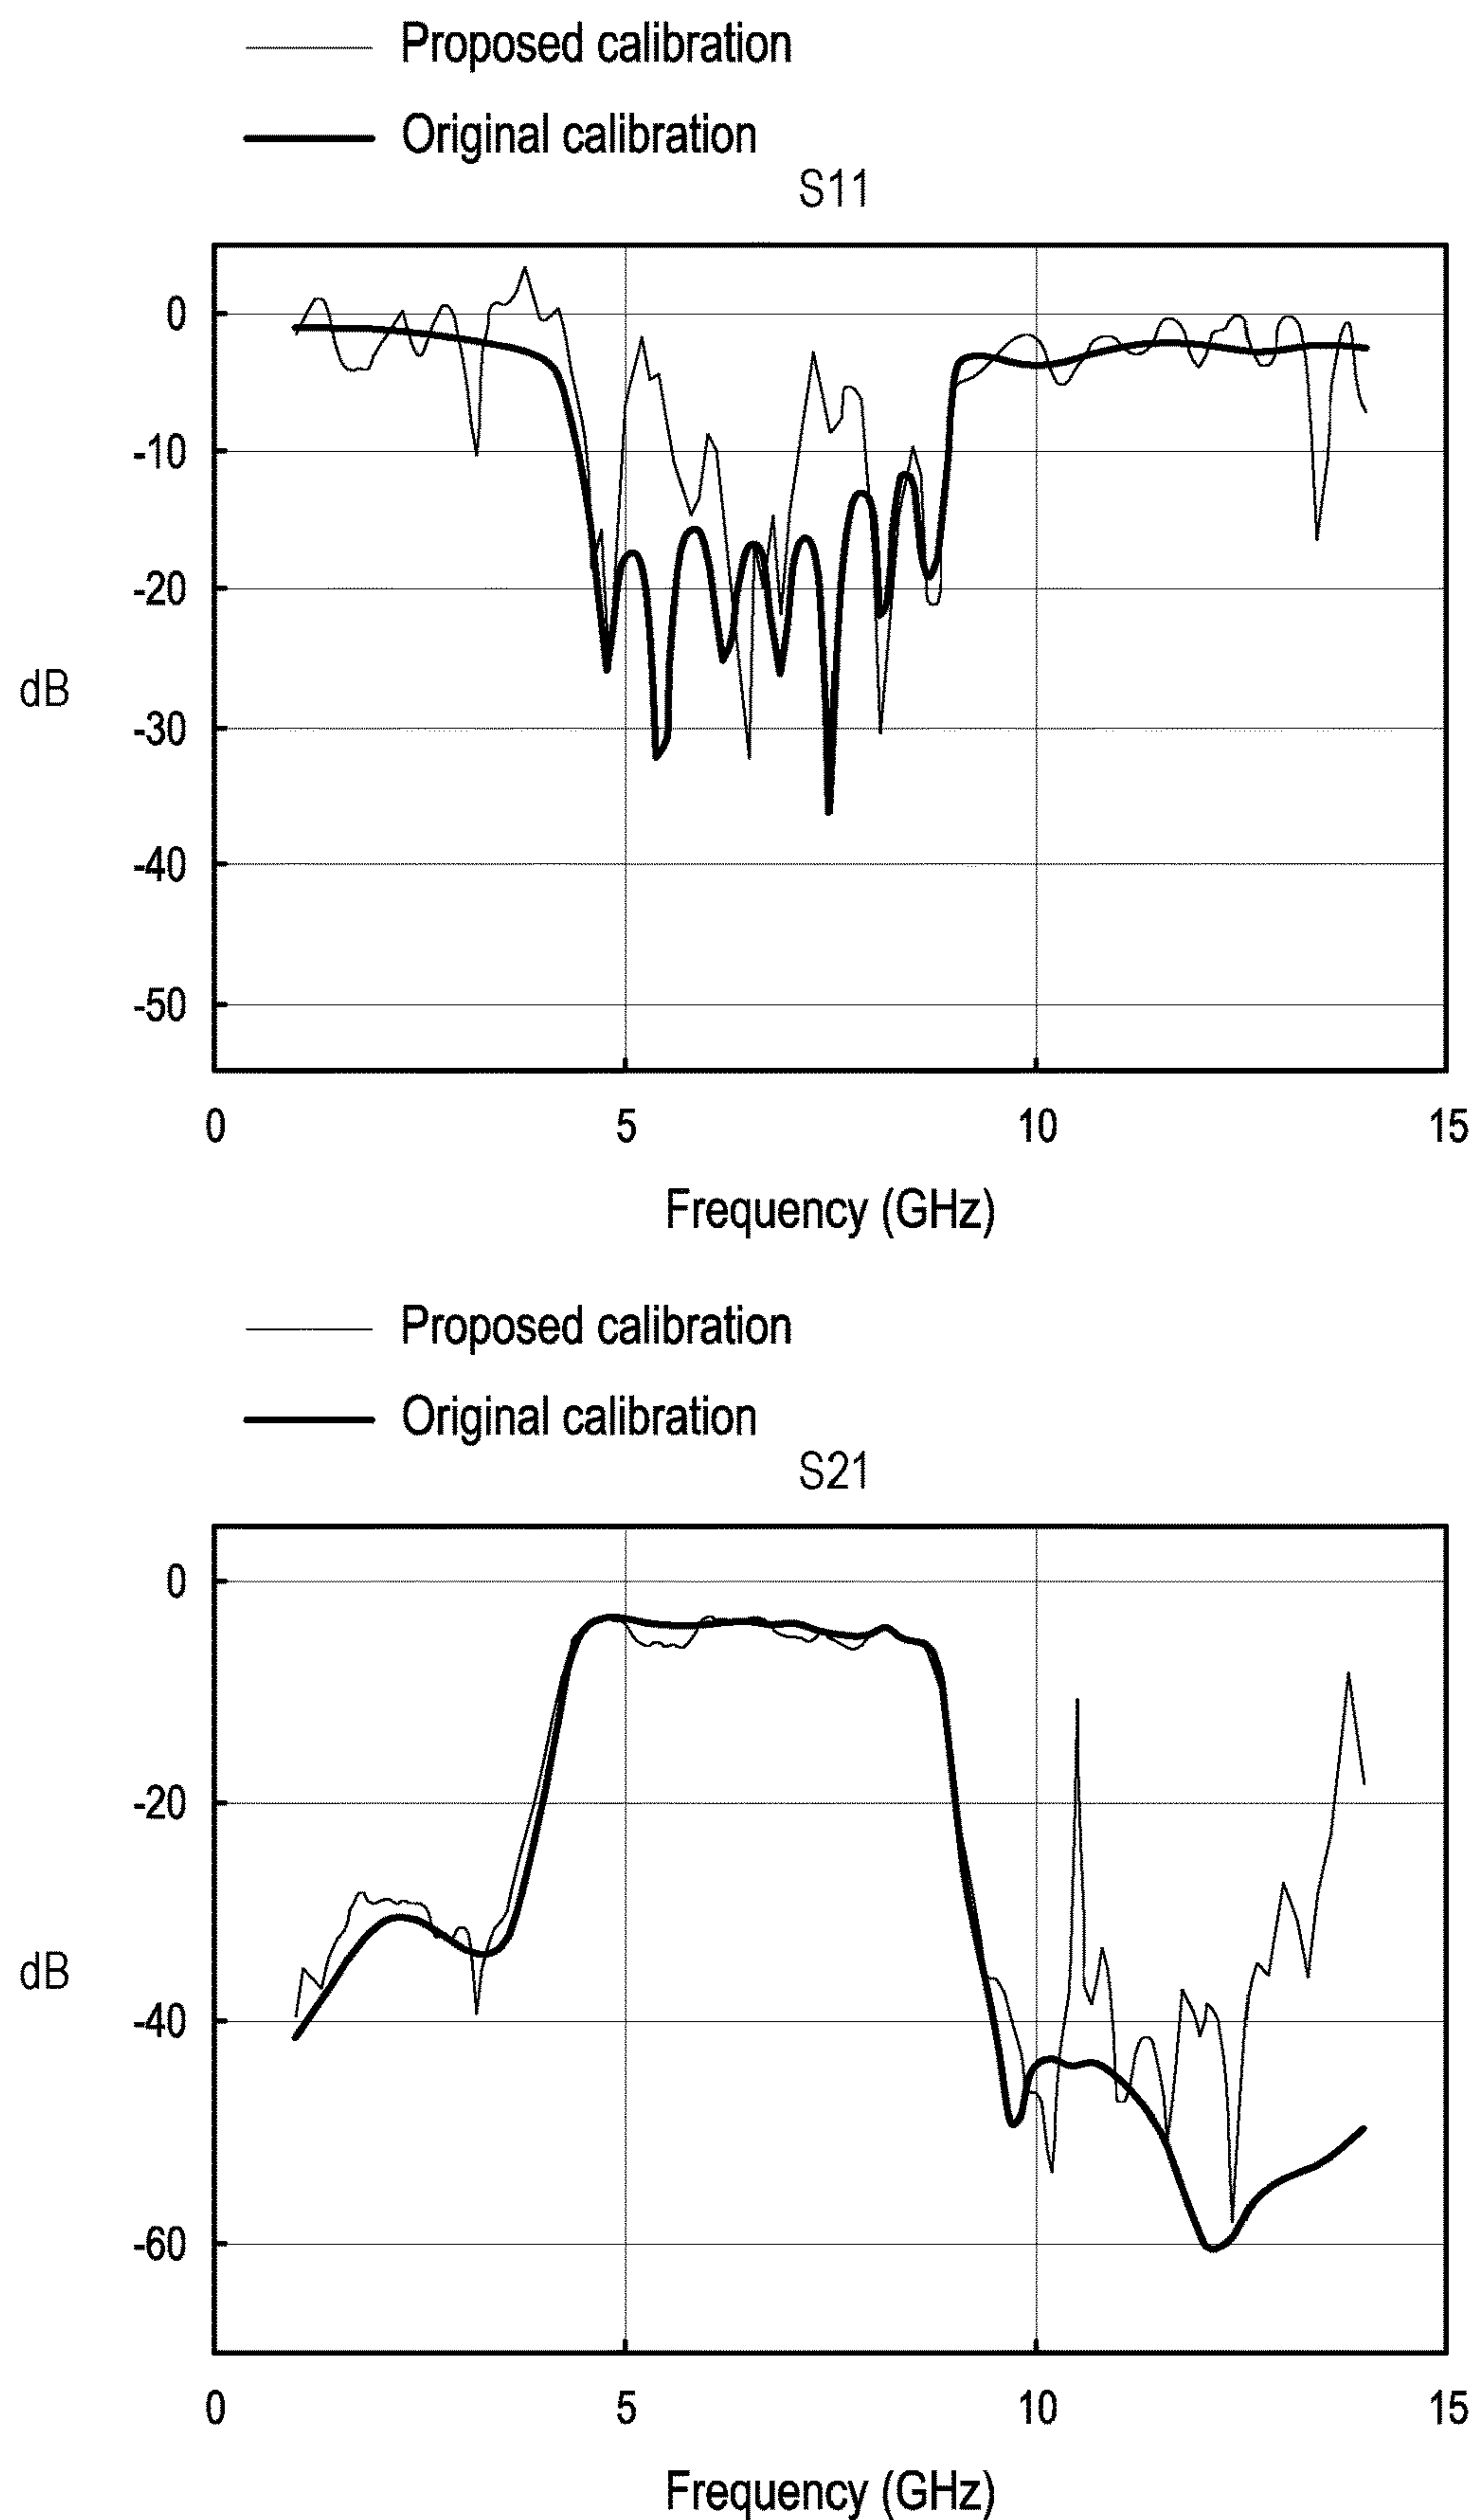 Proposed calibration
Original calibration
S11
0
-10
-20
dB
-30
-40
-50
0 5 10 15
Frequency (GHz)
Proposed calibration
Original calibration
S21
0
-20
dB
-40
-60
0 5 10 15
Frequency (GHz)